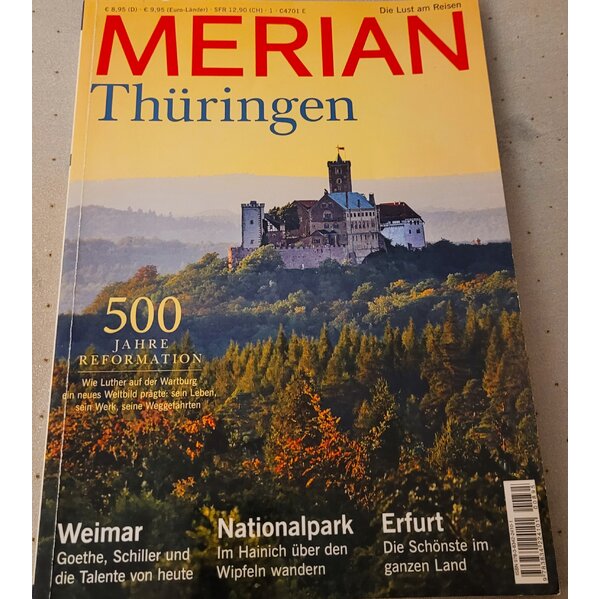 € 8,95 (D) · € 9,95 (Euro-Länder) · SFR 12,90 (CH) · 1 · C4701 E
Die Lust am Reisen
MERIAN
Thüringen
500
JAHRE
REFORMATION
Wie Luther auf der Wartburg
ein neues Weltbild prägte: sein Leben,
sein Werk, seine Weggefährten
Weimar
Goethe, Schiller und
die Talente von heute
Nationalpark
Im Hainich über den
Wipfeln wandern
Erfurt
Die Schönste im
ganzen Land